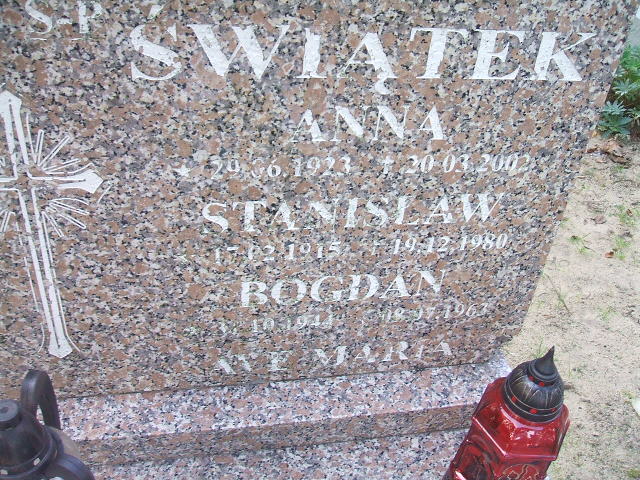 Ś-P
ŚWIĄTEK
ANNA
★ 29.06.1923 † 20.03.2002
STANISŁAW
★ 17.12.1915 † 19.12.1980
BOGDAN
AVE MARIA